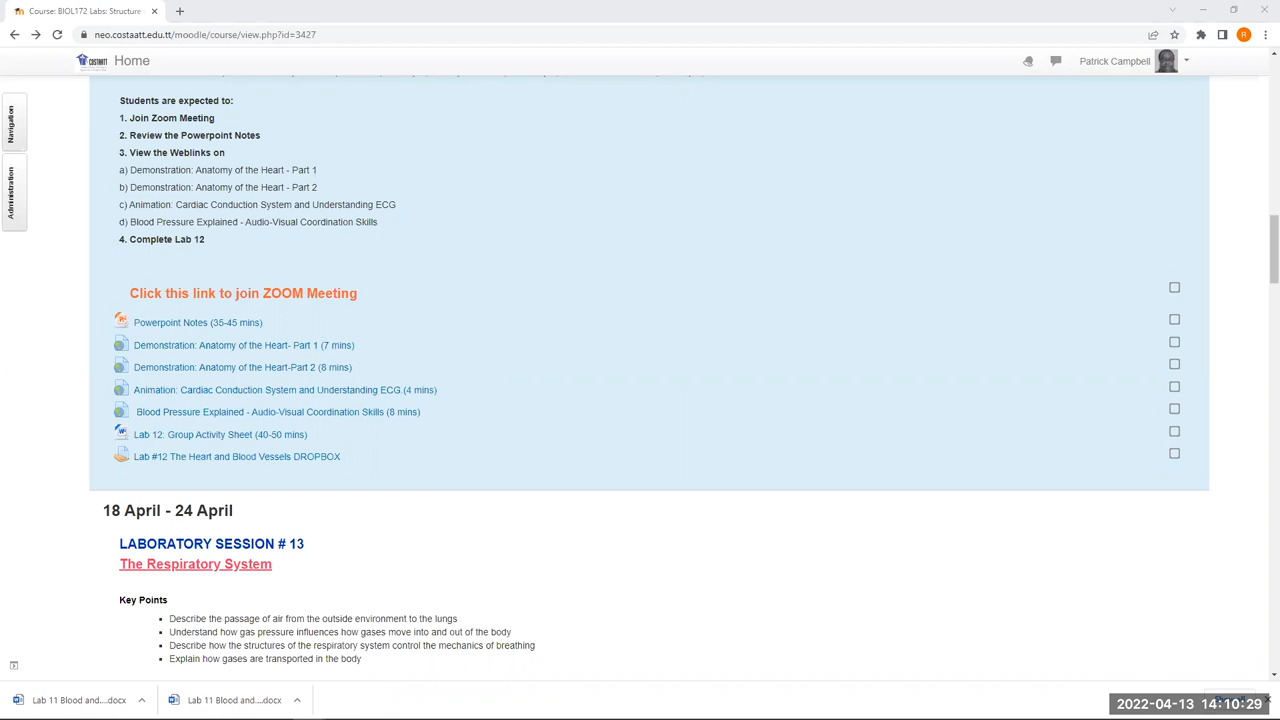 Course: BIOL172 Labs: Structure
neo.costaatt.edu.tt/moodle/course/view.php?id=3427
R
COSTAATT
Home
Patrick Campbell
Navigation
Administration
Students are expected to:
1. Join Zoom Meeting
2. Review the Powerpoint Notes
3. View the Weblinks on
a) Demonstration: Anatomy of the Heart - Part 1
b) Demonstration: Anatomy of the Heart - Part 2
c) Animation: Cardiac Conduction System and Understanding ECG
d) Blood Pressure Explained - Audio-Visual Coordination Skills
4. Complete Lab 12
Click this link to join ZOOM Meeting
Powerpoint Notes (35-45 mins)
Demonstration: Anatomy of the Heart- Part 1 (7 mins)
Demonstration: Anatomy of the Heart-Part 2 (8 mins)
Animation: Cardiac Conduction System and Understanding ECG.(4 mins)
Blood Pressure Explained - Audio-Visual Coordination Skills (8 mins)
Lab 12: Group Activity Sheet (40-50 mins)
Lab #12 The Heart and Blood Vessels DROPBOX
18 April - 24 April
LABORATORY SESSION # 13
The Respiratory System
Key Points
Describe the passage of air from the outside environment to the lungs
Understand how gas pressure influences how gases move into and out of the body
Describe how the structures of the respiratory system control the mechanics of breathing
Explain how gases are transported in the body
Lab 11 Blood and....docx
Lab 11 Blood and....docx
2022-04-13 14:10:29